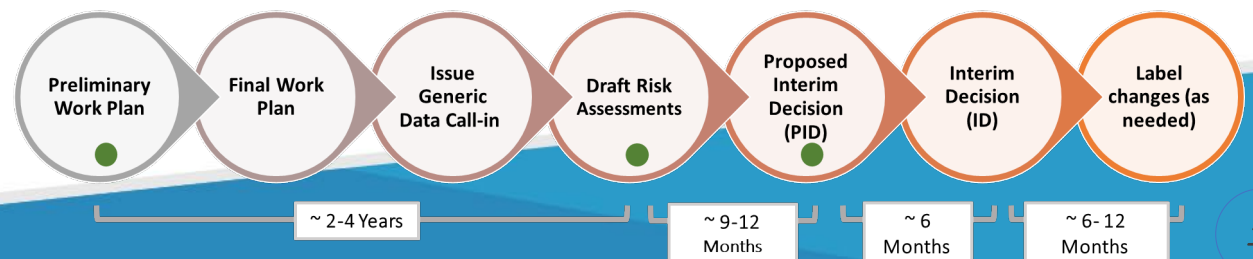 Preliminary
Work Plan
Final Work
Plan
Issue
Generic
Data Call-in
Draft Risk
Assessments
Proposed
Interim
Decision
(PID)
Interim
Decision
(ID)
Label
changes (as
needed)
~ 2-4 Years
~ 9-12
Months
~ 6
Months
~ 6- 12
Months